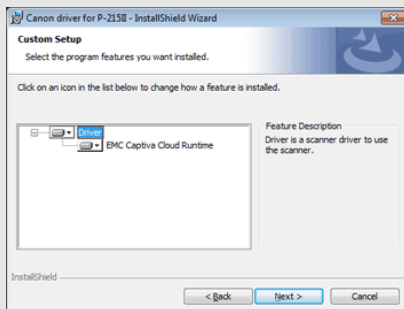 Canon driver for P-215II - InstallShield Wizard
Custom Setup
Select the program features you want installed.
Click on an icon in the list below to change how a feature is installed.
Driver
EMC Captiva Cloud Runtime
Feature Description
Driver is a scanner driver to use
the scanner.
InstallShield
< Back
Next >
Cancel